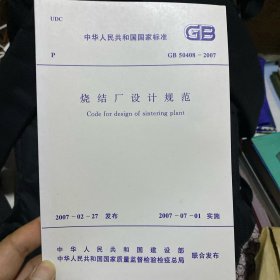 UDC
中华人民共和国国家标准
GB
P
GB 50408-2007
烧结厂设计规范
Code for design of sintering plant
2007-02-27 发布
2007-07-01 实施
中华人民共和国建设部
中华人民共和国国家质量监督检验检疫总局
联合发布